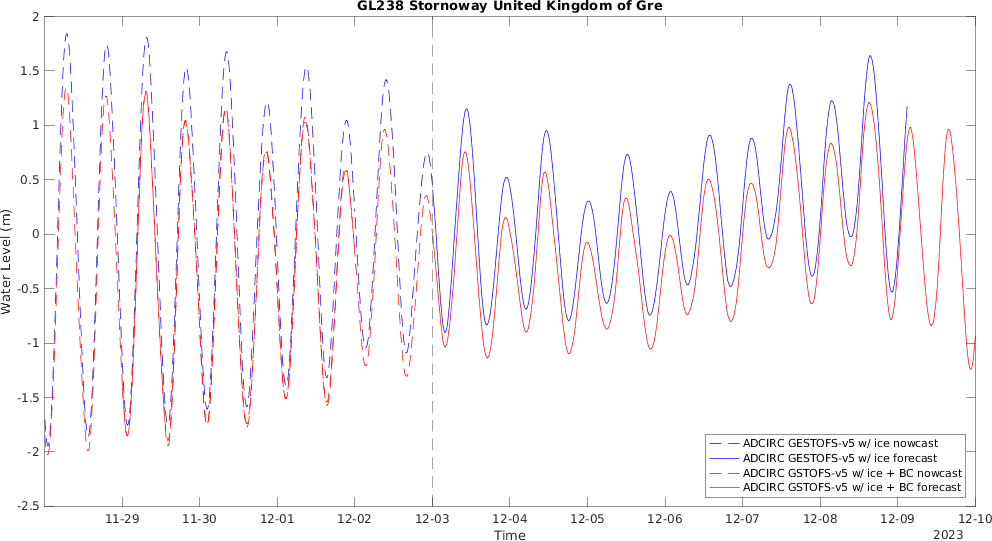 GL238 Stornoway United Kingdom of Gre
2
1.5
1
0.5
0
-0.5
-1
-1.5
-2
-2.5
Water Level (m)
11-29 11-30 12-01 12-02 12-03 12-04 12-05 12-06 12-07 12-08 12-09 12-10
Time
2023
ADCIRC GESTOFS-v5 w/ ice nowcast
ADCIRC GESTOFS-v5 w/ ice forecast
ADCIRC GSTOFS-v5 w/ ice + BC nowcast
ADCIRC GSTOFS-v5 w/ ice + BC forecast